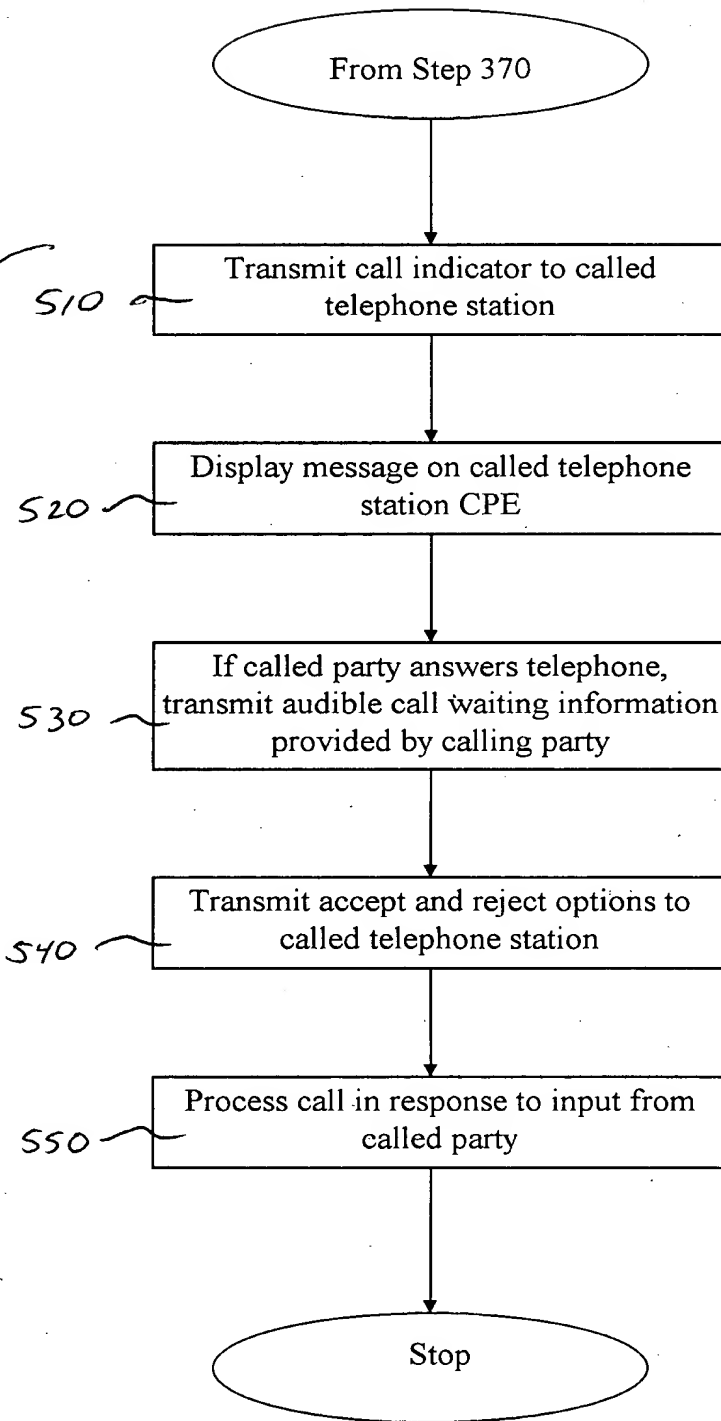 From Step 370
510
Transmit call indicator to called
telephone station
520
Display message on called telephone
station CPE
530
If called party answers telephone,
transmit audible call waiting information
provided by calling party
540
Transmit accept and reject options to
called telephone station
550
Process call in response to input from
called party
Stop